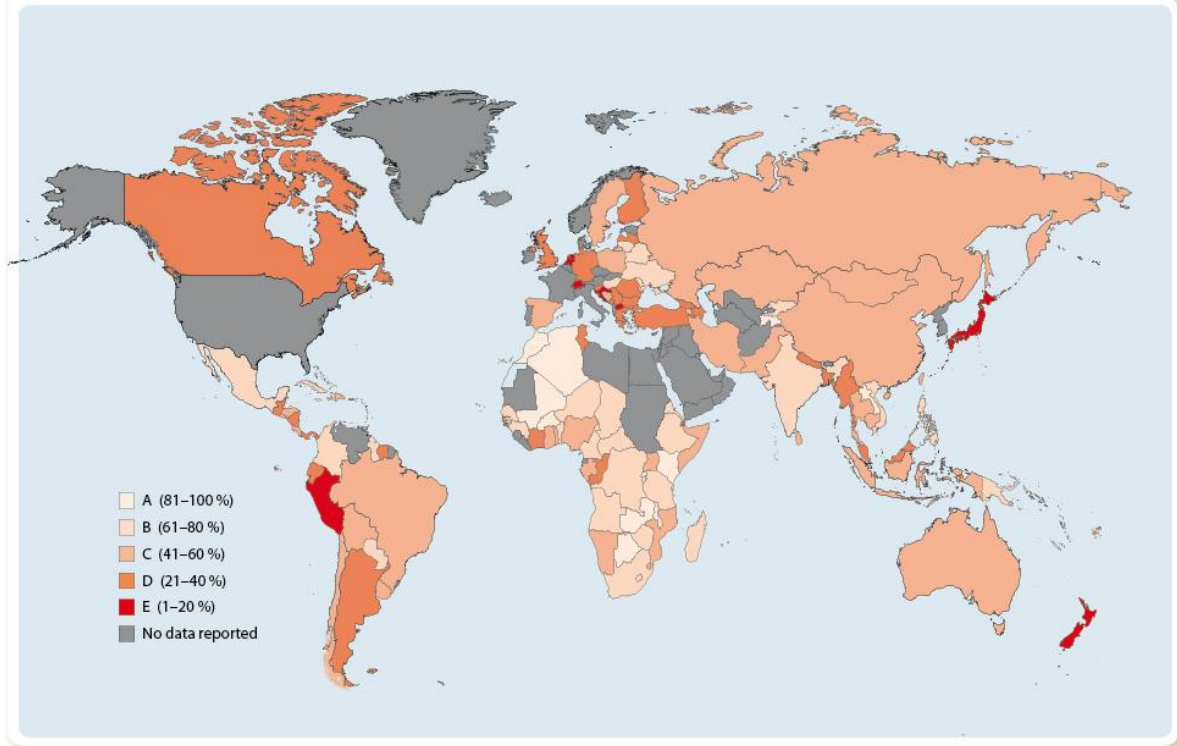 A (81–100 %)
B (61–80 %)
C (41–60 %)
D (21–40 %)
E (1–20 %)
No data reported